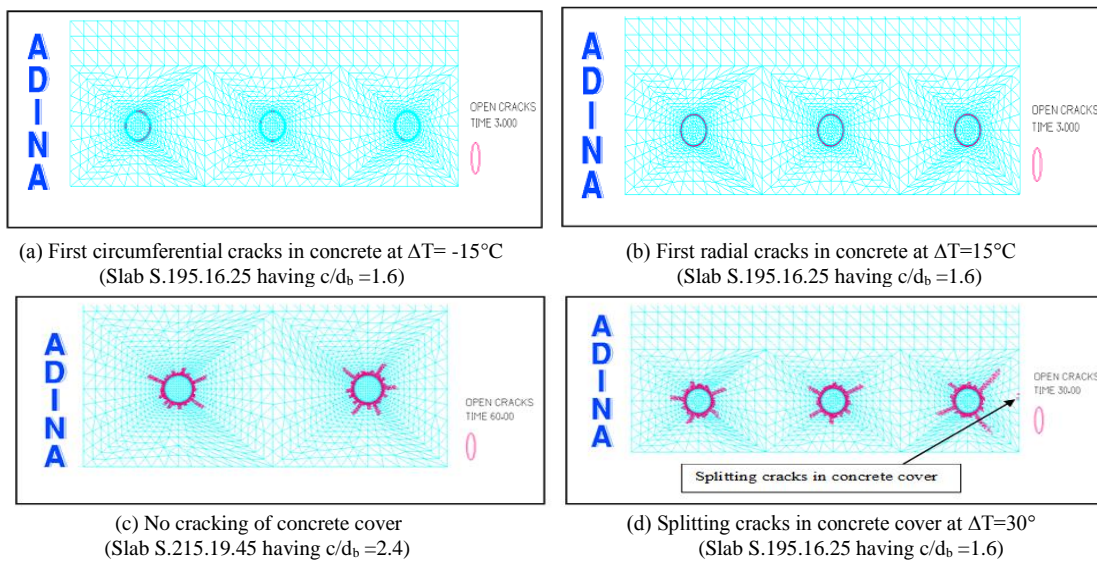 ADINA
OPEN CRACKS
TIME 3.000
ADINA
OPEN CRACKS
TIME 3.000
(a) First circumferential cracks in concrete at ΔT= -15°C
(Slab S.195.16.25 having c/db =1.6)
(b) First radial cracks in concrete at ΔT=15°C
(Slab S.195.16.25 having c/db =1.6)
ADINA
OPEN CRACKS
TIME 60.00
ADINA
OPEN CRACKS
TIME 30.00
Splitting cracks in concrete cover
(c) No cracking of concrete cover
(Slab S.215.19.45 having c/db =2.4)
(d) Splitting cracks in concrete cover at ΔT=30°
(Slab S.195.16.25 having c/db =1.6)